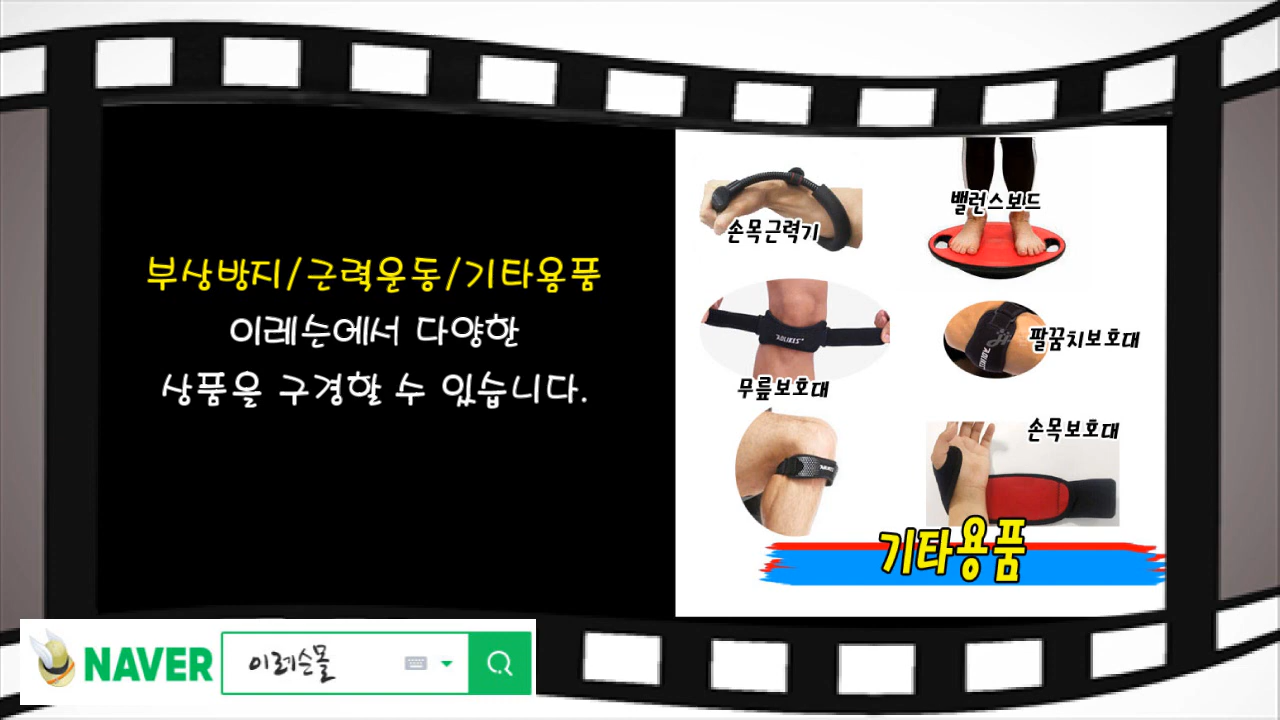 부상방지/근력운동/기타용품
이레슨에서 다양한
상품을 구경할 수 있습니다.
손목근력기
밸런스보드
AOLIKES
무릎보호대
팔꿈치보호대
손목보호대
기타용품
NAVER
이레슨몰